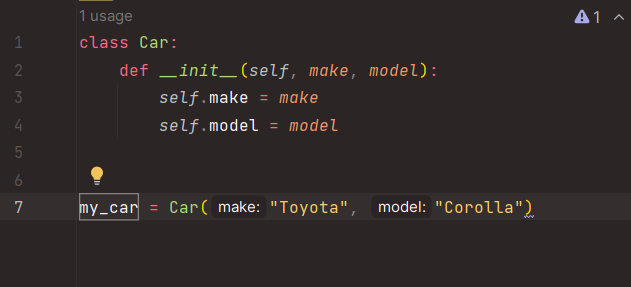 1 usage
1
1 class Car:
2 def __init__(self, make, model):
3 self.make = make
4 self.model = model
5
6
7 my_car = Car( make: "Toyota", model: "Corolla")